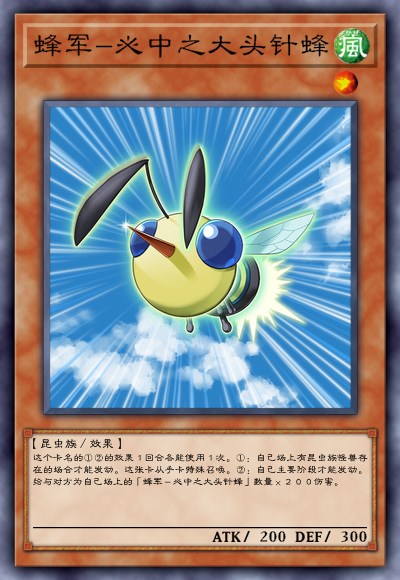 蜂军-必中之大头针蜂
風
【昆虫族/效果】
这个卡名的①②的效果1回合各能使用1次。①：自己场上有昆虫族怪兽存
在的场合才能发动。这张卡从手卡特殊召唤。②：自己主要阶段才能发动。
给与对方为自己场上的「蜂军-必中之大头针蜂」数量×200伤害。
ATK/ 200 DEF/ 300